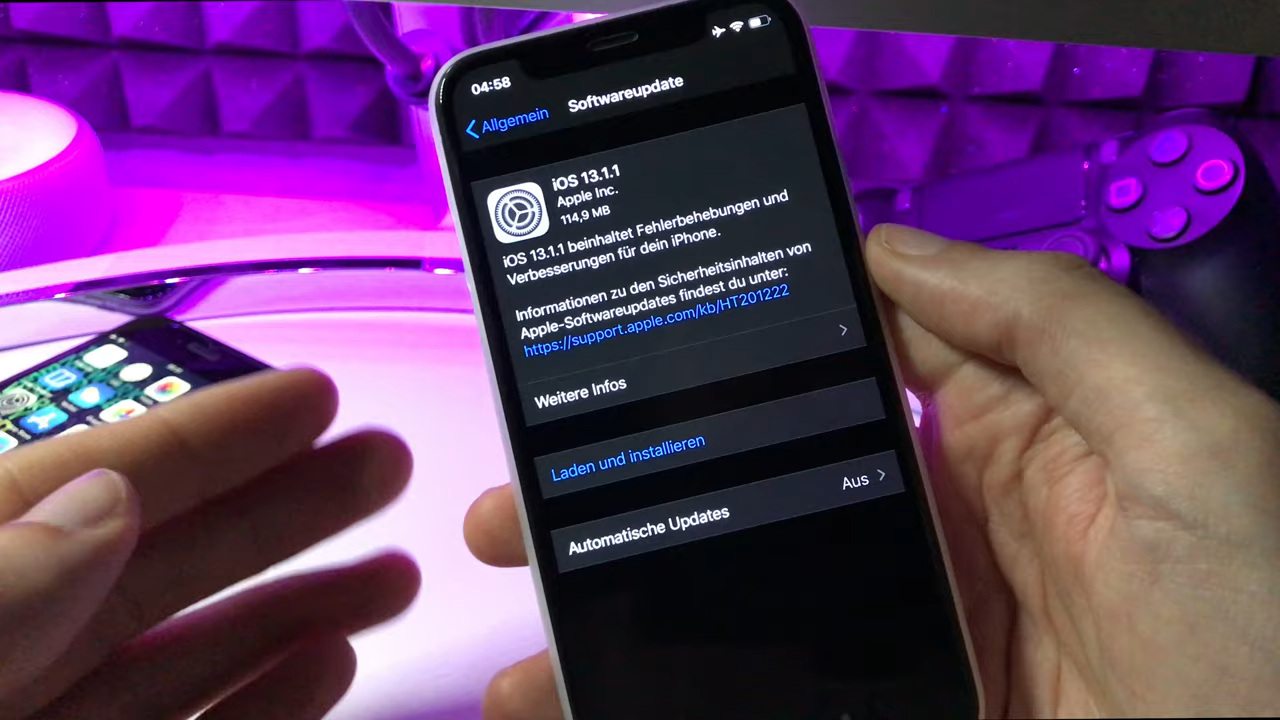 04:58
Allgemein
Softwareupdate
iOS 13.1.1
Apple Inc.
114,9 MB
iOS 13.1.1 beinhaltet Fehlerbehebungen und
Verbesserungen für dein iPhone.
Informationen zu den Sicherheitsinhalten von
Apple-Softwareupdates findest du unter:
https://support.apple.com/kb/HT201222
Weitere Infos
Laden und installieren
Automatische Updates
Aus